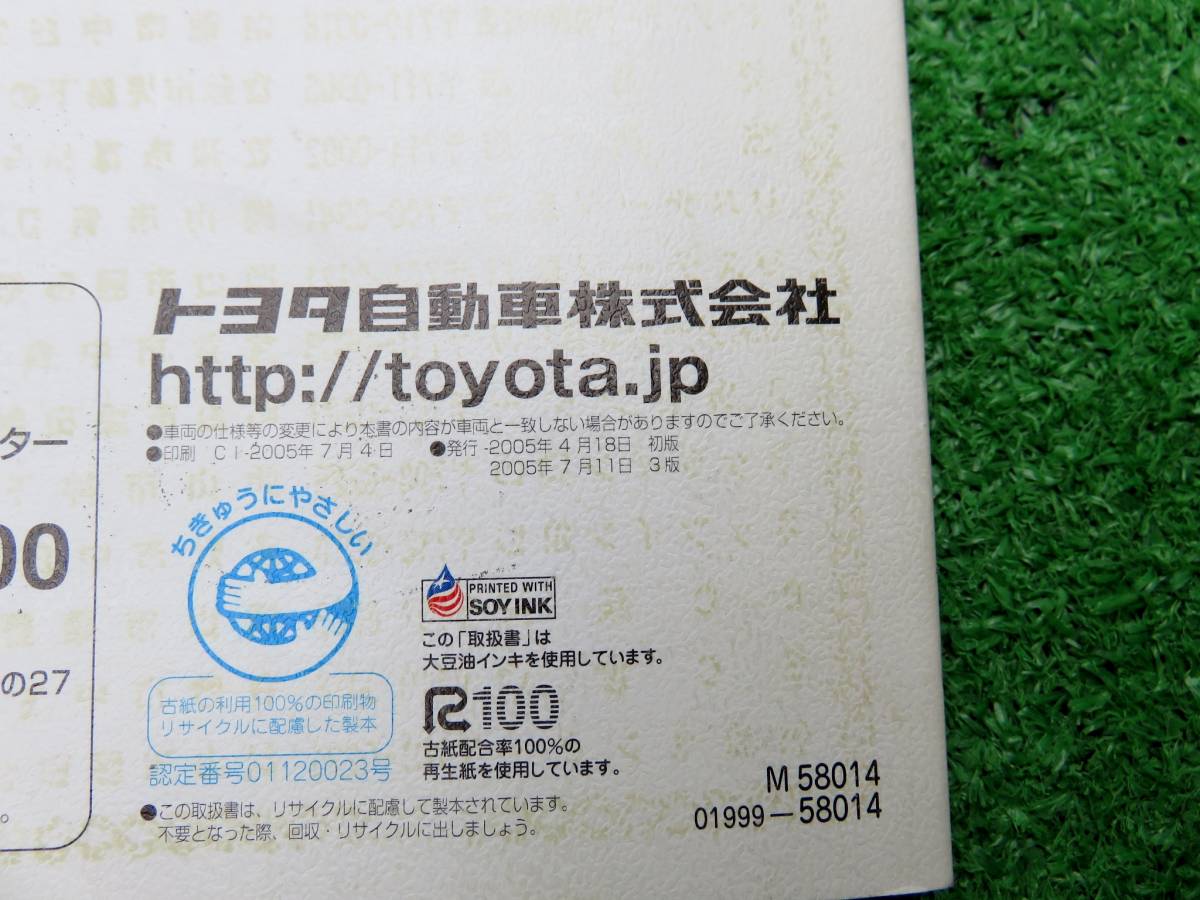 トヨタ自動車株式会社
http://toyota.jp
●車両の仕様等の変更により本書の内容が車両と一致しない場合がありますのでご了承ください。
●印刷 CI-2005年7月4日 ●発行-2005年4月18日 初版
2005年7月11日 3版
ター
00
の27
。
ちきゅうにやさしい
古紙の利用100%の印刷物
リサイクルに配慮した製本
認定番号01120023号
PRINTED WITH
SOY INK
この「取扱書」は
大豆油インキを使用しています。
R100
古紙配合率100%の
再生紙を使用しています。
●この取扱書は、リサイクルに配慮して製本されています。
不要となった際、回収・リサイクルに出しましょう。
M 58014
01999-58014